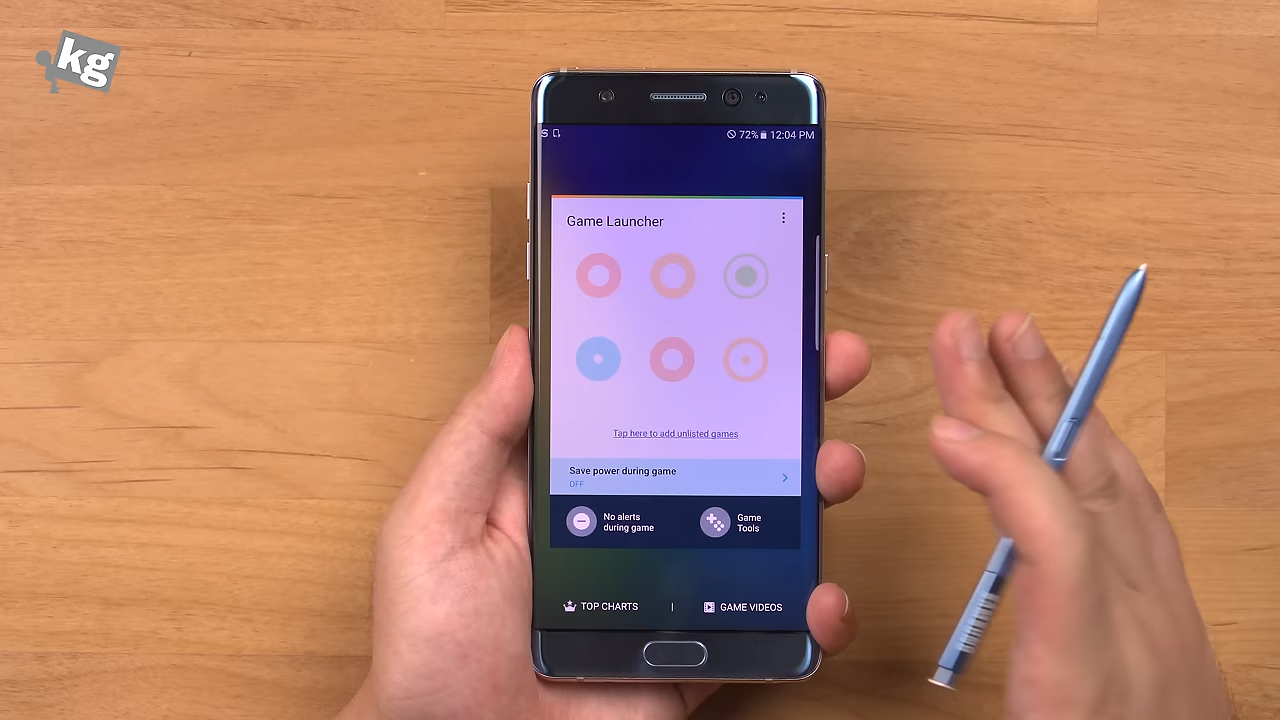 kg
72% 12:04 PM
Game Launcher
Tap here to add unlisted games
Save power during game
OFF
No alerts
during game
Game
Tools
TOP CHARTS | GAME VIDEOS